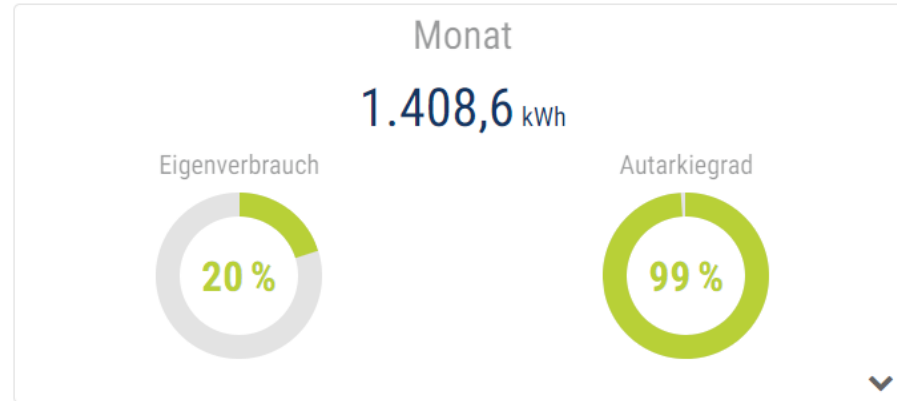 Monat
1.408,6 kWh
Eigenverbrauch
Autarkiegrad
20 %
99 %